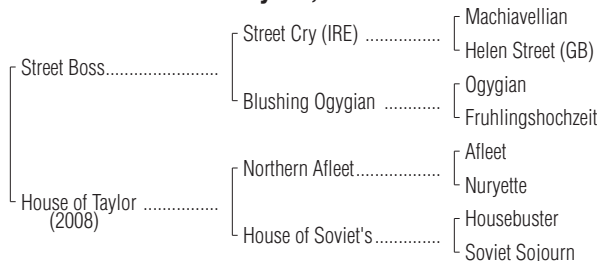 Machiavellian
Street Cry (IRE) ................
Helen Street (GB)
Street Boss........................
Ogygian
Blushing Ogygian ............
Fruhlingshochzeit
Afleet
Northern Afleet..................
Nuryette
House of Taylor ................
(2008)
Housebuster
House of Soviet's..............
Soviet Sojourn